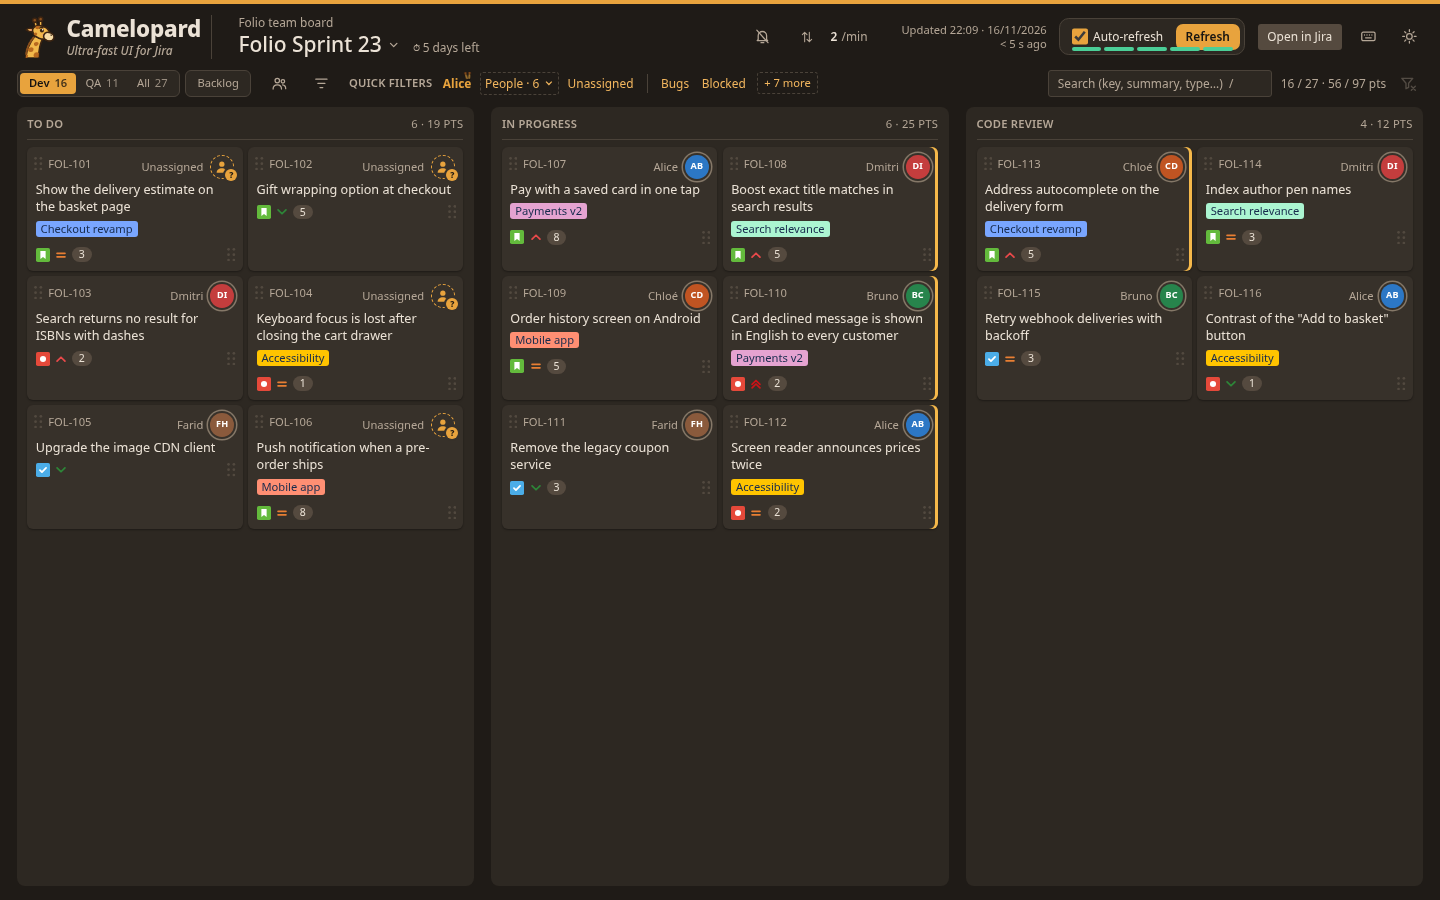 Camelopard
Ultra-fast UI for Jira
Folio team board
Folio Sprint 23
5 days left
2 /min
Updated 22:09 · 16/11/2026
< 5 s ago
Auto-refresh
Refresh
Open in Jira
Dev 16
QA 11
All 27
Backlog
QUICK FILTERS
Alice
People · 6
Unassigned
Bugs
Blocked
+ 7 more
Search (key, summary, type...) /
16 / 27 · 56 / 97 pts
TO DO
6 · 19 PTS
FOL-101
Unassigned
?
Show the delivery estimate on
the basket page
Checkout revamp
3
FOL-102
Unassigned
?
Gift wrapping option at checkout
5
FOL-103
Dmitri
DI
Search returns no result for
ISBNs with dashes
2
FOL-104
Unassigned
?
Keyboard focus is lost after
closing the cart drawer
Accessibility
1
FOL-105
Farid
FH
Upgrade the image CDN client
FOL-106
Unassigned
?
Push notification when a pre-
order ships
Mobile app
8
IN PROGRESS
6 · 25 PTS
FOL-107
Alice
AB
Pay with a saved card in one tap
Payments v2
8
FOL-108
Dmitri
DI
Boost exact title matches in
search results
Search relevance
5
FOL-109
Chloé
CD
Order history screen on Android
Mobile app
5
FOL-110
Bruno
BC
Card declined message is shown
in English to every customer
Payments v2
2
FOL-111
Farid
FH
Remove the legacy coupon
service
3
FOL-112
Alice
AB
Screen reader announces prices
twice
Accessibility
2
CODE REVIEW
4 · 12 PTS
FOL-113
Chloé
CD
Address autocomplete on the
delivery form
Checkout revamp
5
FOL-114
Dmitri
DI
Index author pen names
Search relevance
3
FOL-115
Bruno
BC
Retry webhook deliveries with
backoff
3
FOL-116
Alice
AB
Contrast of the "Add to basket"
button
Accessibility
1